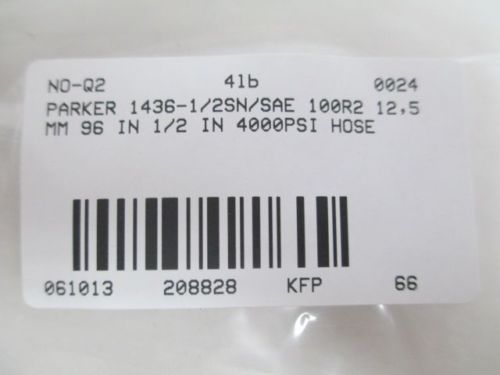 NO-Q2 4lb 0024
PARKER 1436-1/2SN/SAE 100R2 12,5
MM 96 IN 1/2 IN 4000PSI HOSE
061013 208828 KFP 66